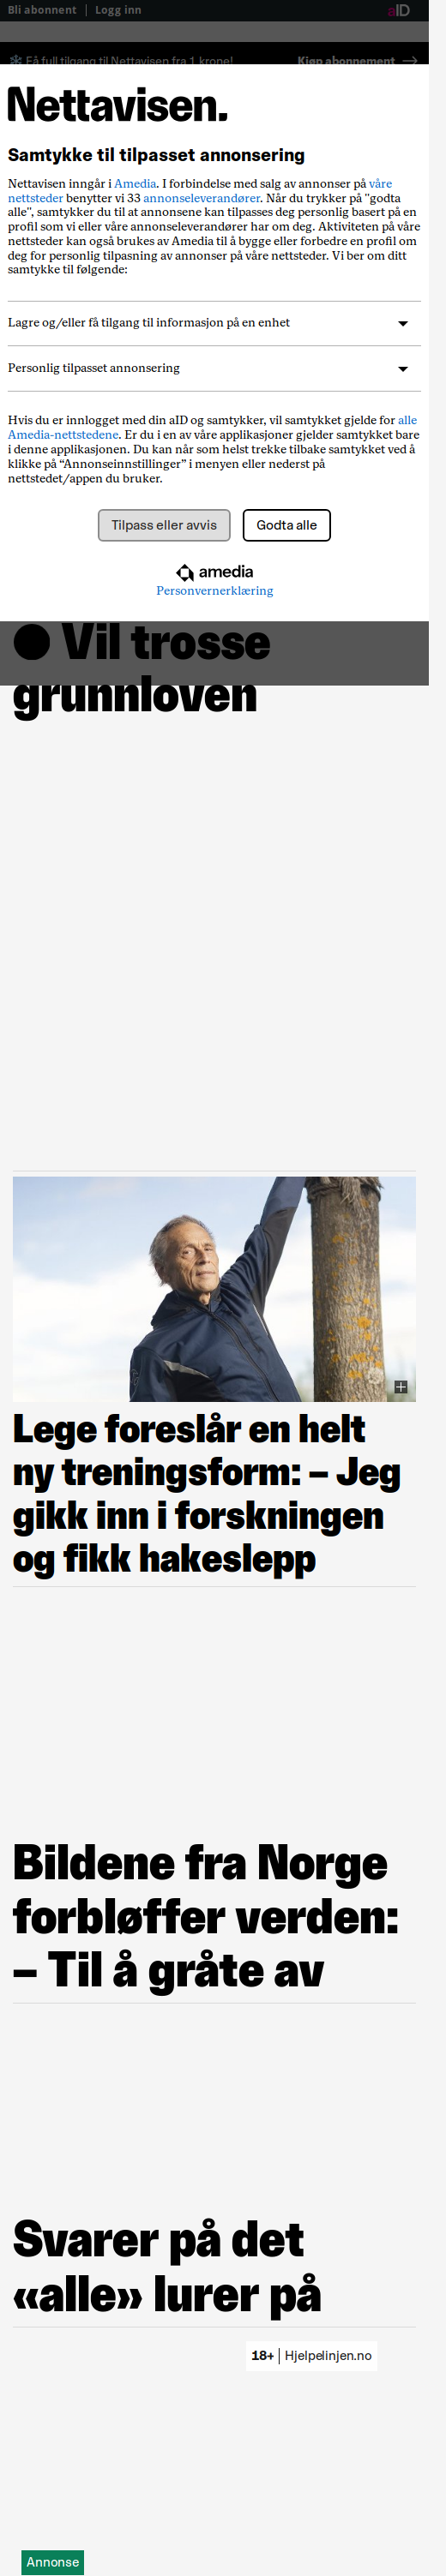 Bli abonnent | Logg inn
aID
Få full tilgang til Nettavisen fra 1 krone!
Kjøp abonnement
Nettavisen.
Samtykke til tilpasset annonsering
Nettavisen inngår i Amedia. I forbindelse med salg av annonser på våre
nettsteder benytter vi 33 annonseleverandører. Når du trykker på "godta
alle", samtykker du til at annonsene kan tilpasses deg personlig basert på en
profil som vi eller våre annonseleverandører har om deg. Aktiviteten på våre
nettsteder kan også brukes av Amedia til å bygge eller forbedre en profil om
deg for personlig tilpasning av annonser på våre nettsteder. Vi ber om ditt
samtykke til følgende:
Lagre og/eller få tilgang til informasjon på en enhet
Personlig tilpasset annonsering
Hvis du er innlogget med din aID og samtykker, vil samtykket gjelde for alle
Amedia-nettstedene. Er du i en av våre applikasjoner gjelder samtykket bare
i denne applikasjonen. Du kan når som helst trekke tilbake samtykket ved å
klikke på “Annonseinnstillinger” i menyen eller nederst på
nettstedet/appen du bruker.
Tilpass eller avvis
Godta alle
amedia
Personvernerklæring
Vil trosse
grunnloven
Lege foreslår en helt
ny treningsform: – Jeg
gikk inn i forskningen
og fikk hakeslepp
Bildene fra Norge
forbløffer verden:
– Til å gråte av
Svarer på det
«alle» lurer på
18+ | Hjelpelinjen.no
Annonse